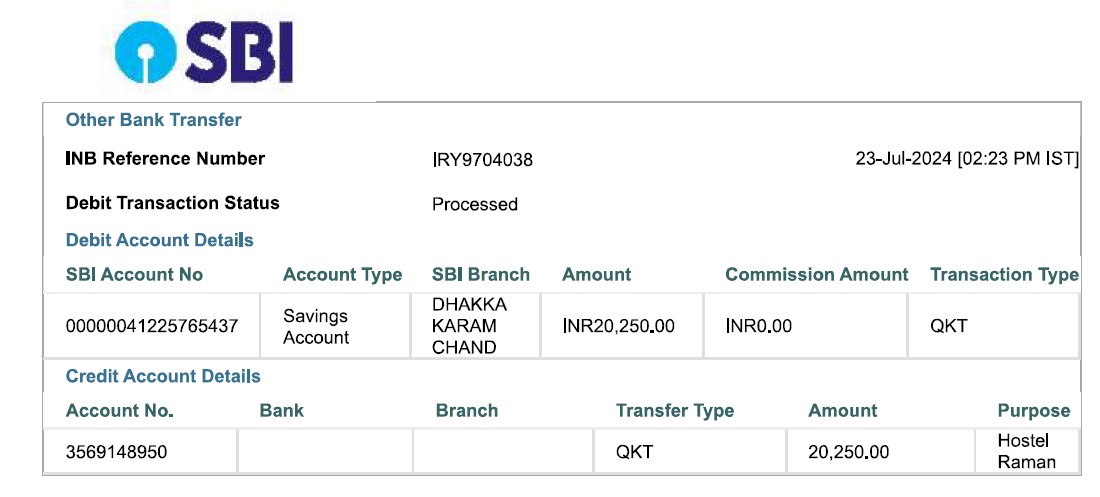 SBI
Other Bank Transfer
INB Reference Number IRY9704038 23-Jul-2024 [02:23 PM IST]
Debit Transaction Status Processed
Debit Account Details
SBI Account No Account Type SBI Branch Amount Commission Amount Transaction Type
00000041225765437 Savings Account DHAKKA KARAM CHAND INR20,250.00 INR0.00 QKT
Credit Account Details
Account No. Bank Branch Transfer Type Amount Purpose
3569148950 QKT 20,250.00 Hostel Raman